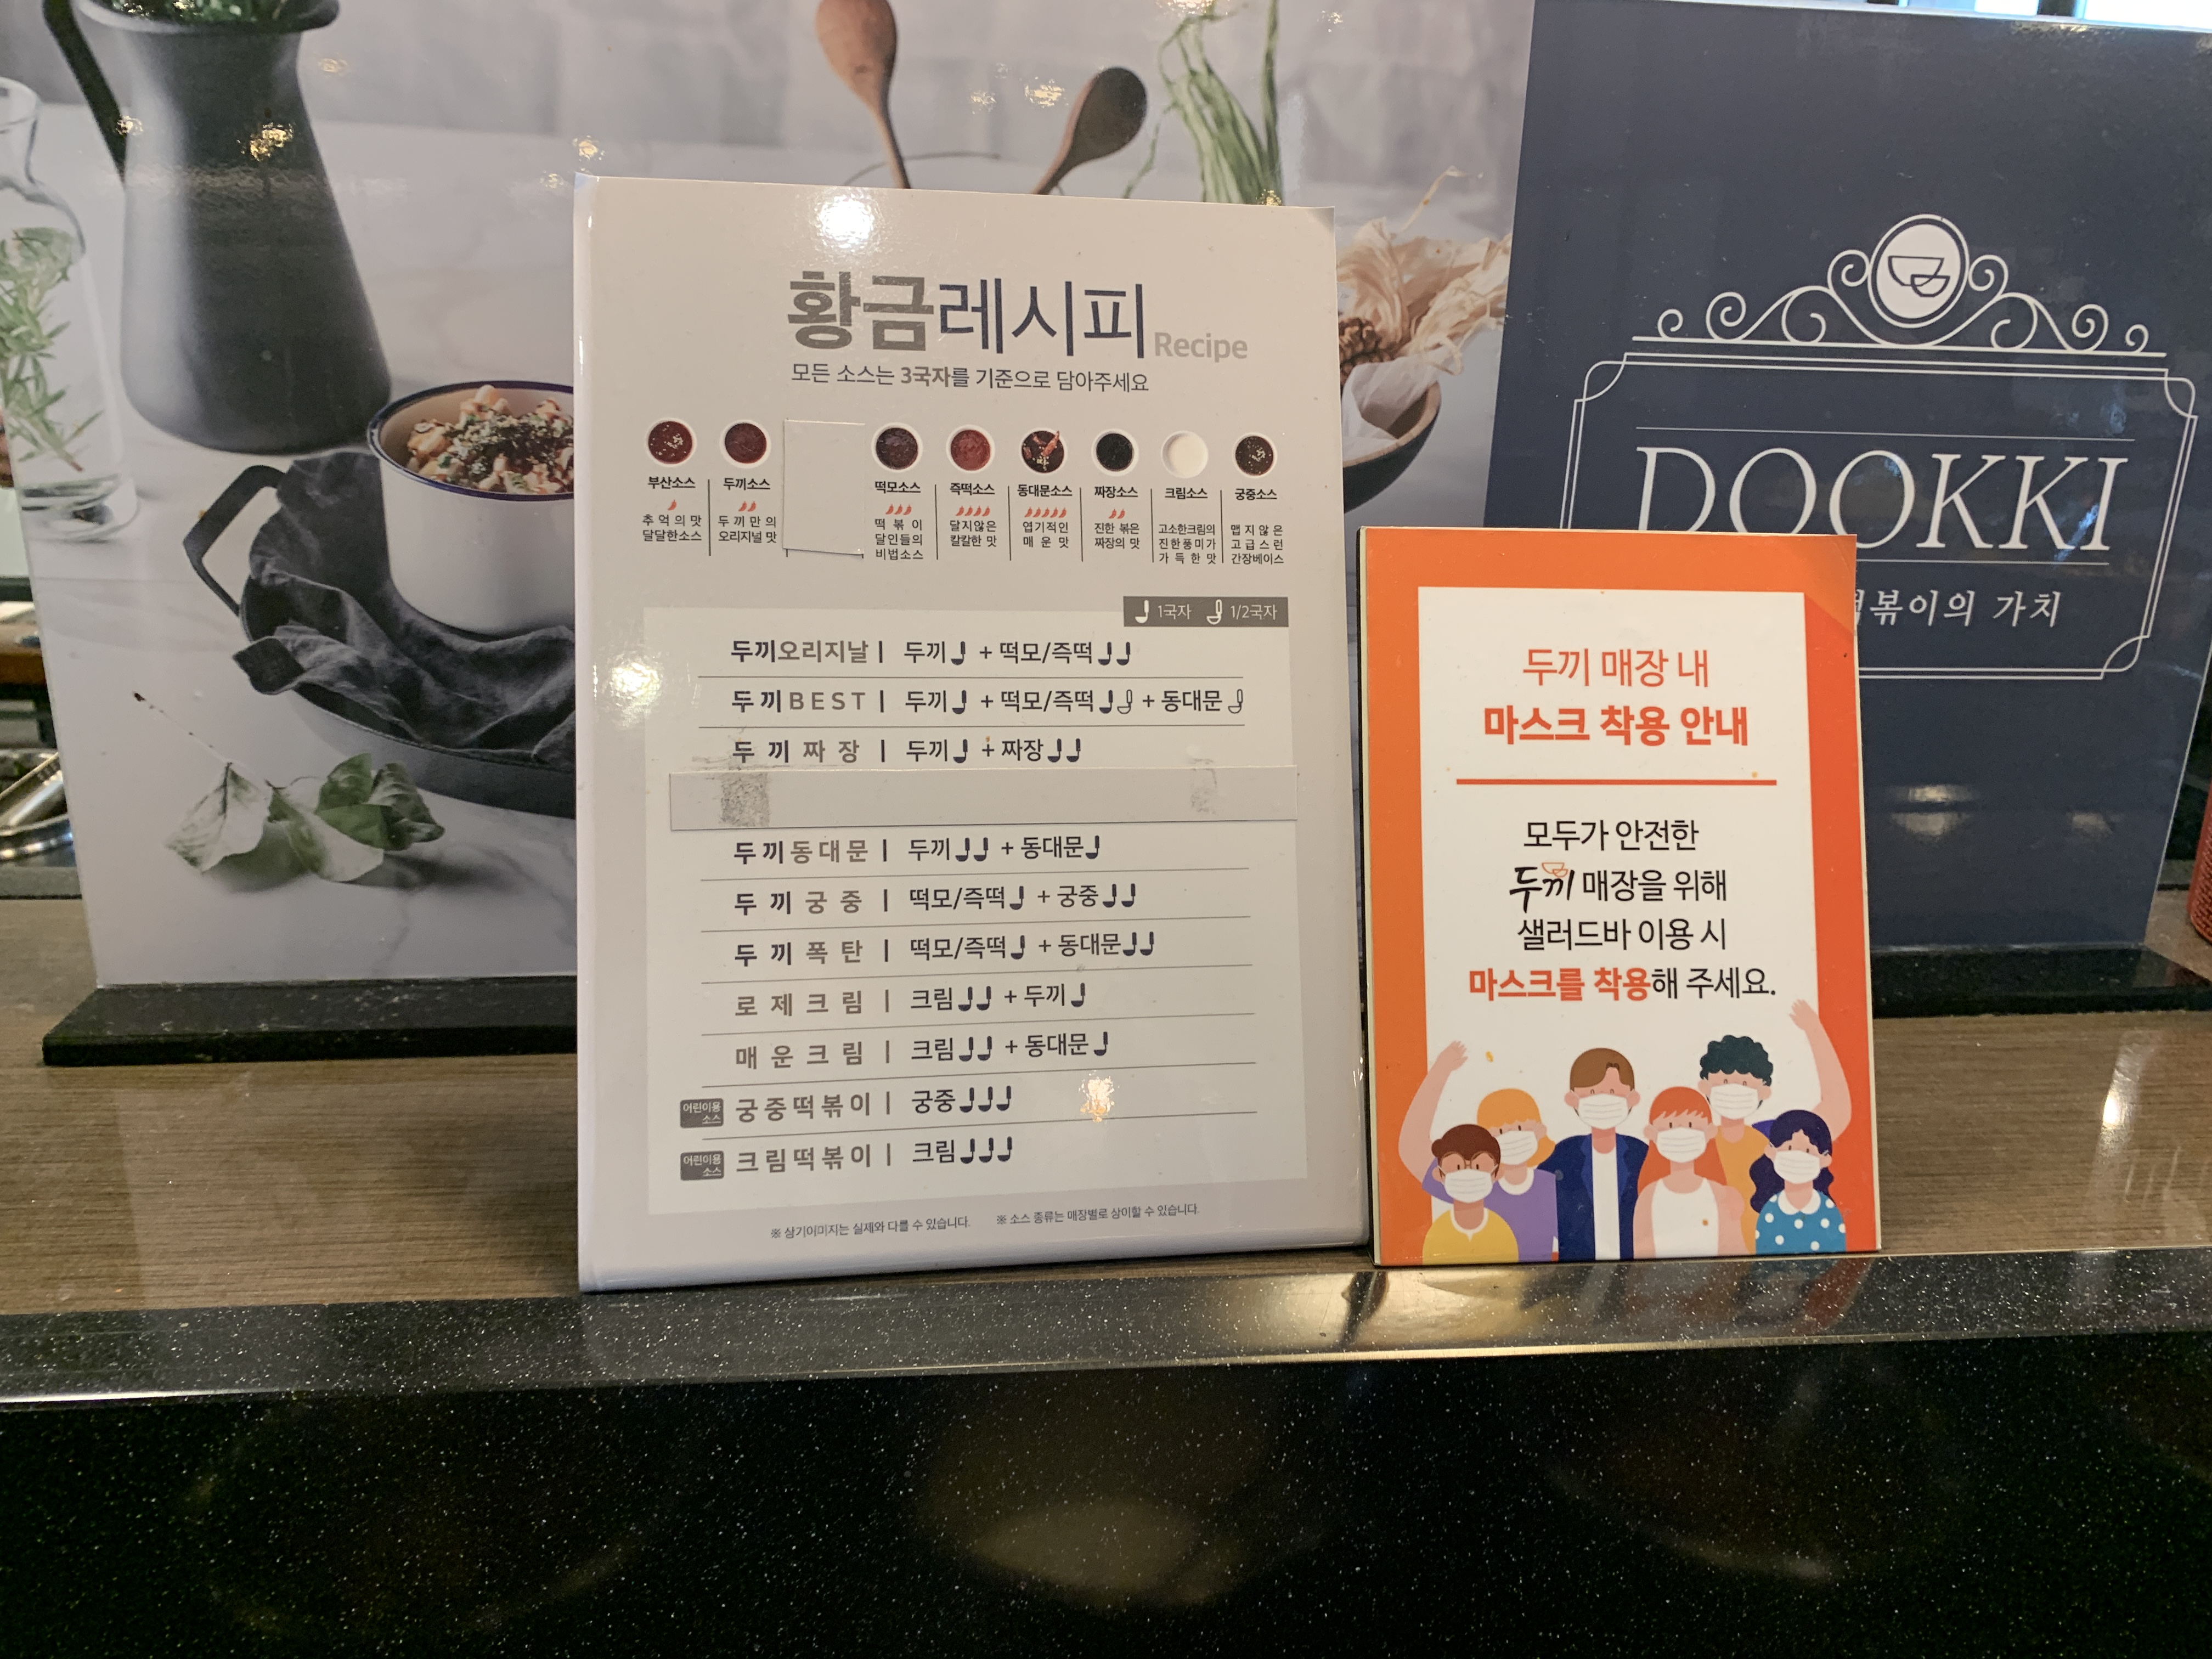 황금레시피 Recipe
모든 소스는 3국자를 기준으로 담아주세요
부산소스
추억의 맛
달달한소스
두끼소스
두끼만의
오리지널 맛
떡모소스
떡볶이
달인들의
비법소스
즉떡소스
달지않은
칼칼한 맛
동대문소스
엽기적인
매운 맛
짜장소스
진한 볶은
짜장의 맛
크림소스
고소한크림의
진한풍미가
가득한 맛
궁중소스
맵지않은
고급스런
간장베이스
1국자 1/2국자
두끼오리지날 | 두끼 + 떡모/즉떡
두끼BEST | 두끼 + 떡모/즉떡 + 동대문
두끼짜장 | 두끼 + 짜장
두끼동대문 | 두끼 + 동대문
두끼궁중 | 떡모/즉떡 + 궁중
두끼폭탄 | 떡모/즉떡 + 동대문
로제크림 | 크림 + 두끼
매운크림 | 크림 + 동대문
어린이용
소스
궁중떡볶이 | 궁중
어린이용
소스
크림떡볶이 | 크림
※ 상기이미지는 실제와 다를 수 있습니다. ※ 소스 종류는 매장별로 상이할 수 있습니다.
두끼 매장 내
마스크 착용 안내
모두가 안전한
두끼 매장을 위해
샐러드바 이용 시
마스크를 착용해 주세요.
DOOKKI
볶이의 가치